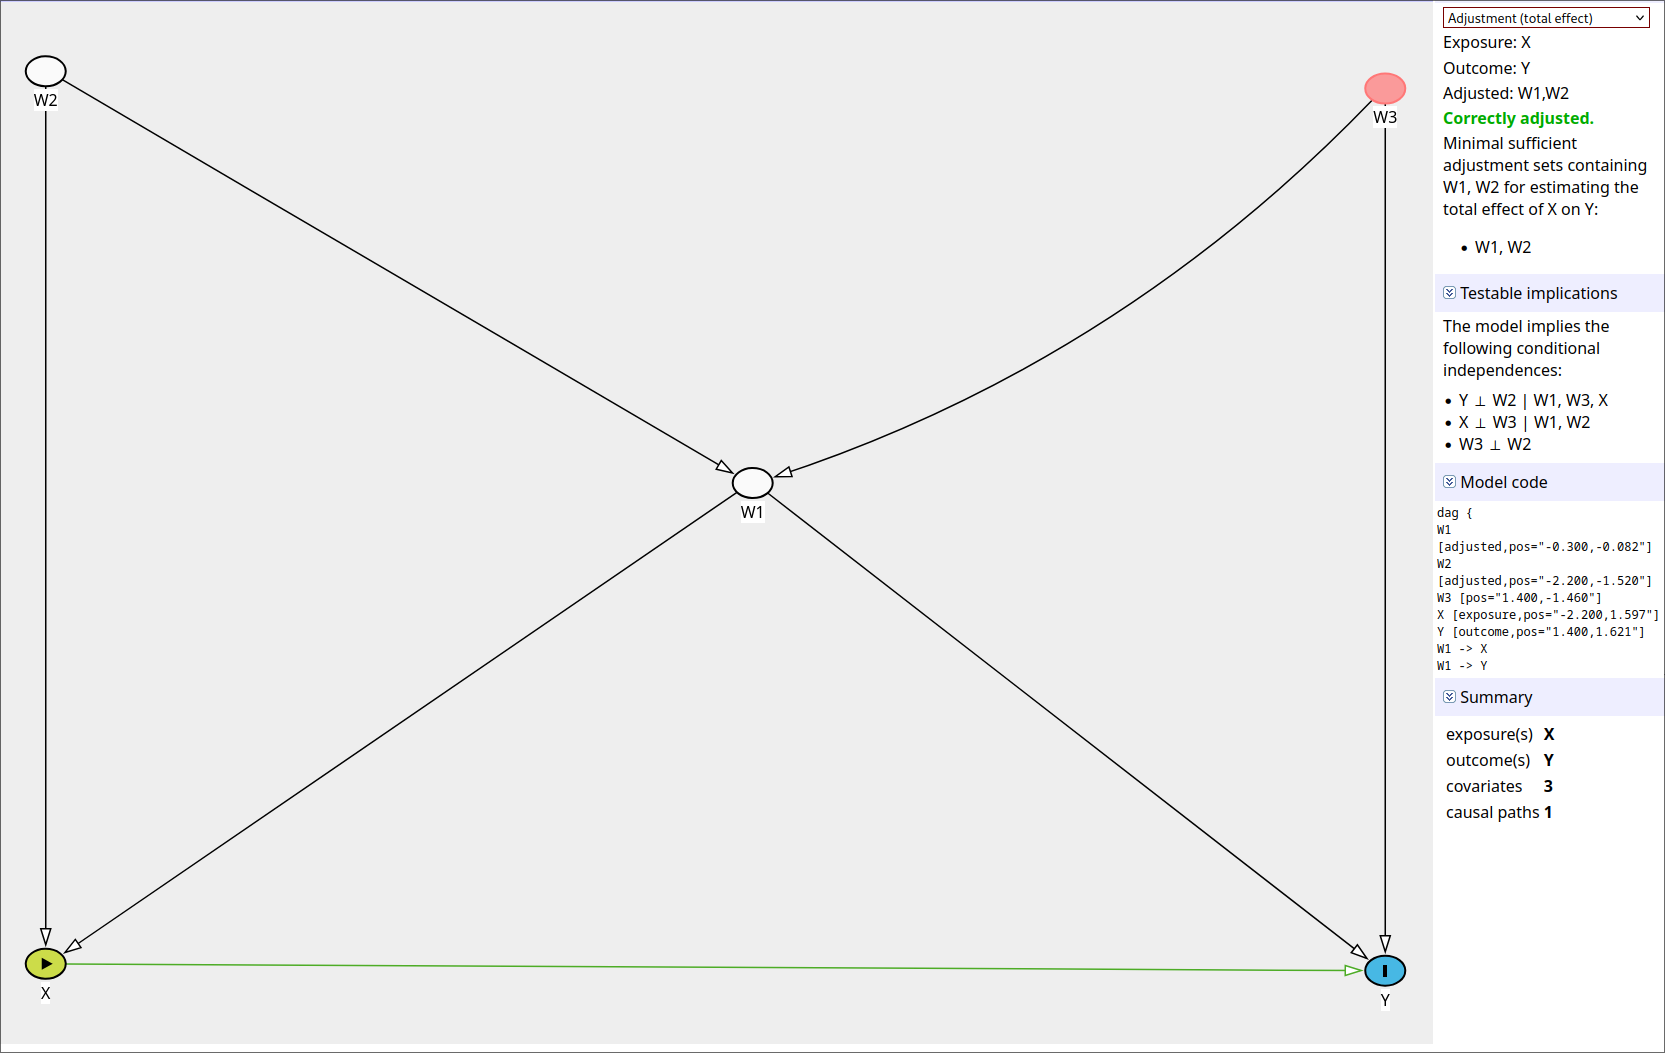 W2
W3
W1
X
Y
Adjustment (total effect)
Exposure: X
Outcome: Y
Adjusted: W1,W2
Correctly adjusted.
Minimal sufficient
adjustment sets containing
W1, W2 for estimating the
total effect of X on Y:
• W1, W2
Testable implications
The model implies the
following conditional
independences:
• Y ⊥ W2 | W1, W3, X
• X ⊥ W3 | W1, W2
• W3 ⊥ W2
Model code
dag {
W1
[adjusted,pos="-0.300,-0.082"]
W2
[adjusted,pos="-2.200,-1.520"]
W3 [pos="1.400,-1.460"]
X [exposure,pos="-2.200,1.597"]
Y [outcome,pos="1.400,1.621"]
W1 -> X
W1 -> Y
Summary
exposure(s) X
outcome(s) Y
covariates 3
causal paths 1